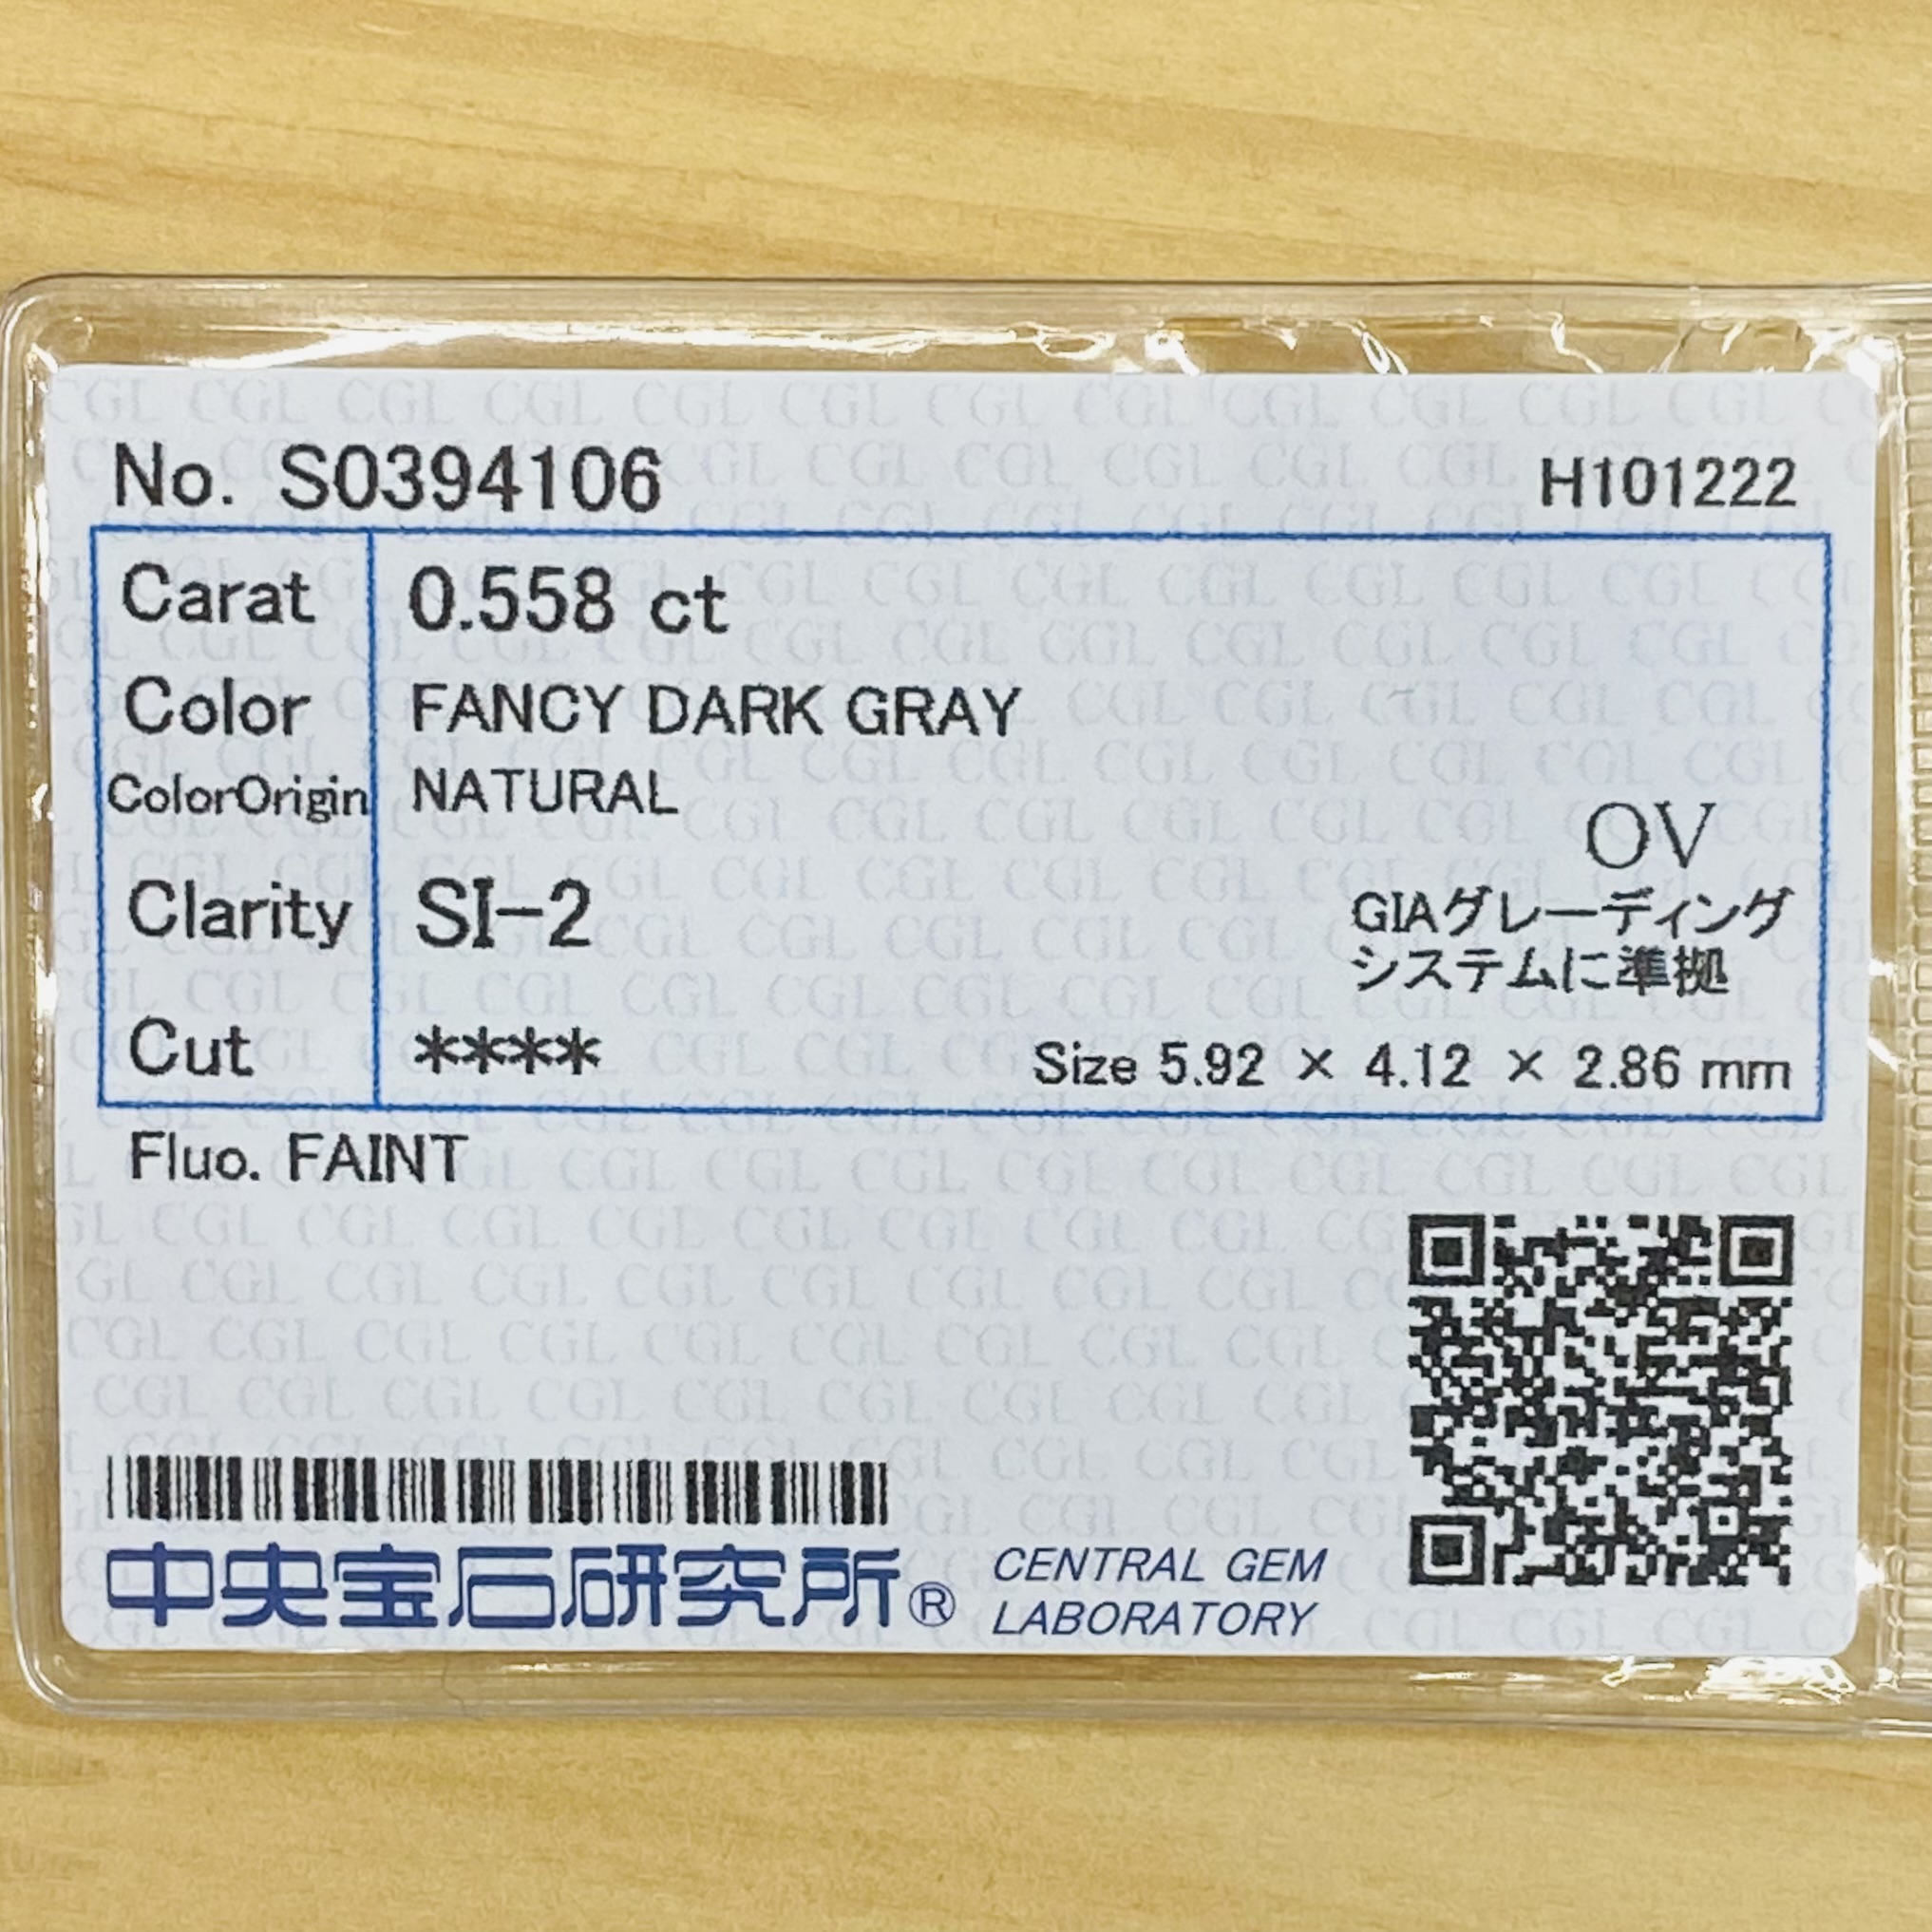 No. S0394106
H101222
Carat 0.558 ct
Color FANCY DARK GRAY
ColorOrigin NATURAL
OV
Clarity SI-2
GIAグレーディング
システムに準拠
Cut ****
Size 5.92 × 4.12 × 2.86 mm
Fluo. FAINT
中央宝石研究所®
CENTRAL GEM
LABORATORY